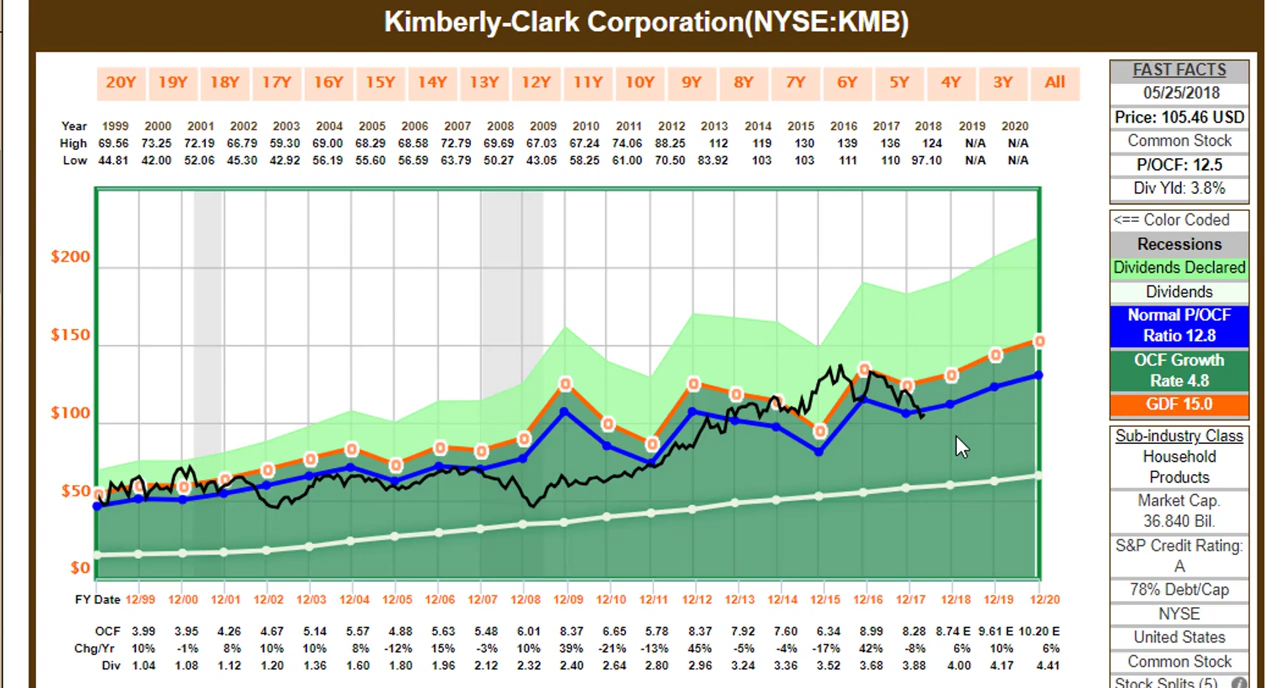 Kimberly-Clark Corporation(NYSE:KMB)
20Y 19Y 18Y 17Y 16Y 15Y 14Y 13Y 12Y 11Y 10Y 9Y 8Y 7Y 6Y 5Y 4Y 3Y All
Year 1999 2000 2001 2002 2003 2004 2005 2006 2007 2008 2009 2010 2011 2012 2013 2014 2015 2016 2017 2018 2019 2020
High 69.56 73.25 72.19 66.79 59.30 69.00 68.29 68.58 72.79 69.69 67.03 67.24 74.06 88.25 112 119 130 139 136 124 N/A N/A
Low 44.81 42.00 52.06 45.30 42.92 56.19 55.60 56.59 63.79 50.27 43.05 58.25 61.00 70.50 83.92 103 103 111 110 97.10 N/A N/A
$200
$150
$100
$50
$0
FY Date 12/99 12/00 12/01 12/02 12/03 12/04 12/05 12/06 12/07 12/08 12/09 12/10 12/11 12/12 12/13 12/14 12/15 12/16 12/17 12/18 12/19 12/20
OCF 3.99 3.95 4.26 4.67 5.14 5.57 4.88 5.63 5.48 6.01 8.37 6.65 5.78 8.37 7.92 7.60 6.34 8.99 8.28 8.74 E 9.61 E 10.20 E
Chg/Yr 10% -1% 8% 10% 10% 8% -12% 15% -3% 10% 39% -21% -13% 45% -5% -4% -17% 42% -8% 6% 10% 6%
Div 1.04 1.08 1.12 1.20 1.36 1.60 1.80 1.96 2.12 2.32 2.40 2.64 2.80 2.96 3.24 3.36 3.52 3.68 3.88 4.00 4.17 4.41
FAST FACTS
05/25/2018
Price: 105.46 USD
Common Stock
P/OCF: 12.5
Div Yld: 3.8%
<== Color Coded
Recessions
Dividends Declared
Dividends
Normal P/OCF
Ratio 12.8
OCF Growth
Rate 4.8
GDF 15.0
Sub-industry Class
Household
Products
Market Cap.
36.840 Bil.
S&P Credit Rating:
A
78% Debt/Cap
NYSE
United States
Common Stock
Stock Splits (5) i